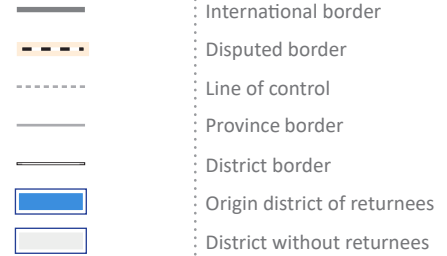 International border
Disputed border
Line of control
Province border
District border
Origin district of returnees
District without returnees